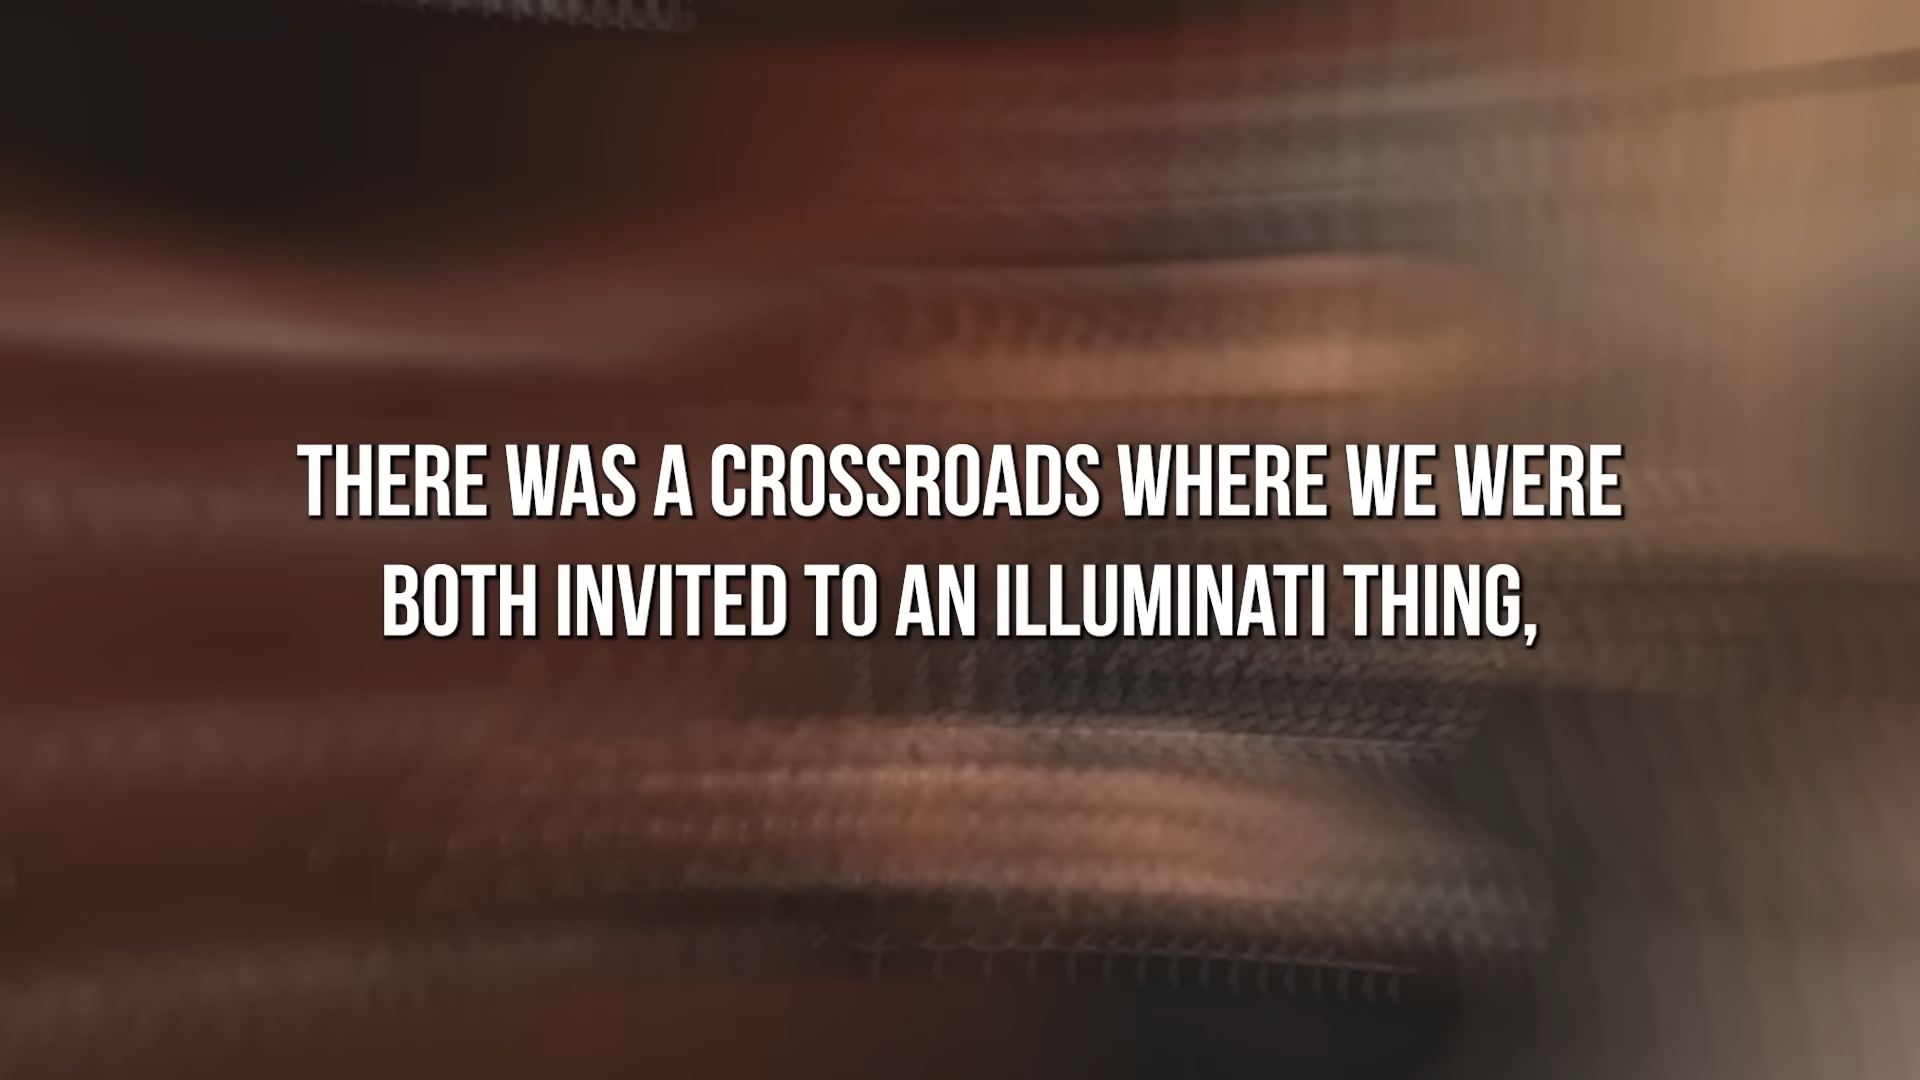 THERE WAS A CROSSROADS WHERE WE WERE
BOTH INVITED TO AN ILLUMINATI THING,